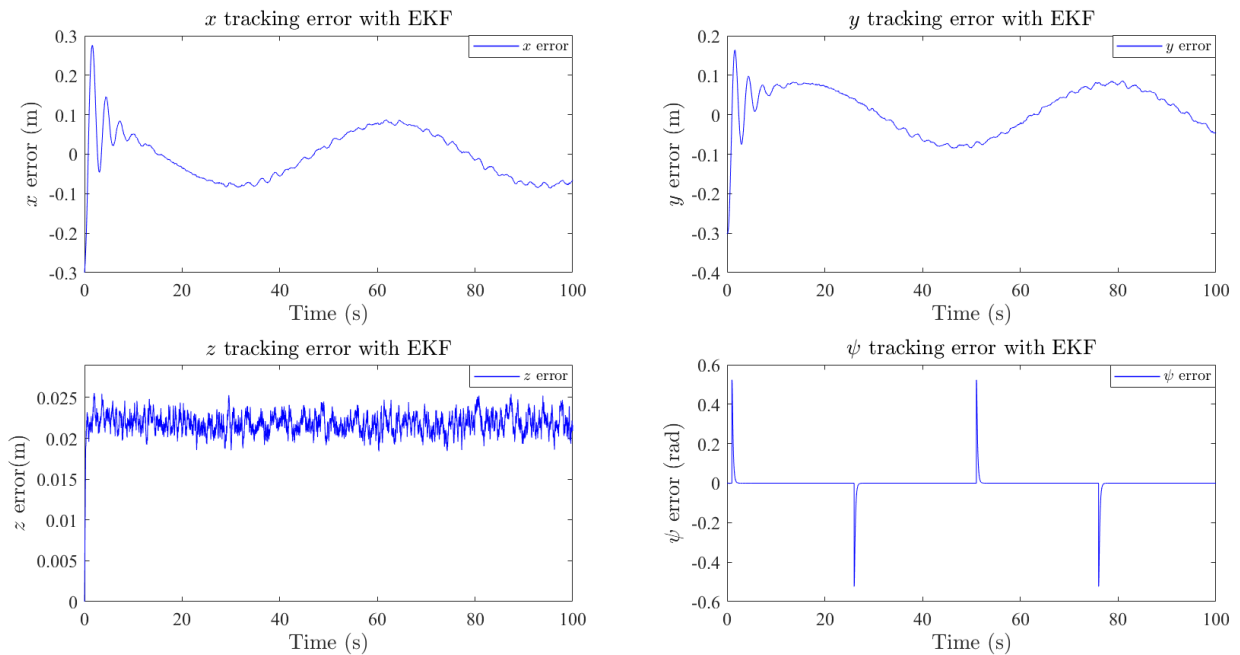 x tracking error with EKF
x error
0.3
0.2
0.1
0
-0.1
-0.2
-0.3
x error (m)
0 20 40 60 80 100
Time (s)
y tracking error with EKF
y error
0.2
0.1
0
-0.1
-0.2
-0.3
-0.4
y error (m)
0 20 40 60 80 100
Time (s)
z tracking error with EKF
z error
0.025
0.02
0.015
0.01
0.005
0
z error(m)
0 20 40 60 80 100
Time (s)
ψ tracking error with EKF
ψ error
0.6
0.4
0.2
0
-0.2
-0.4
-0.6
ψ error (rad)
0 20 40 60 80 100
Time (s)